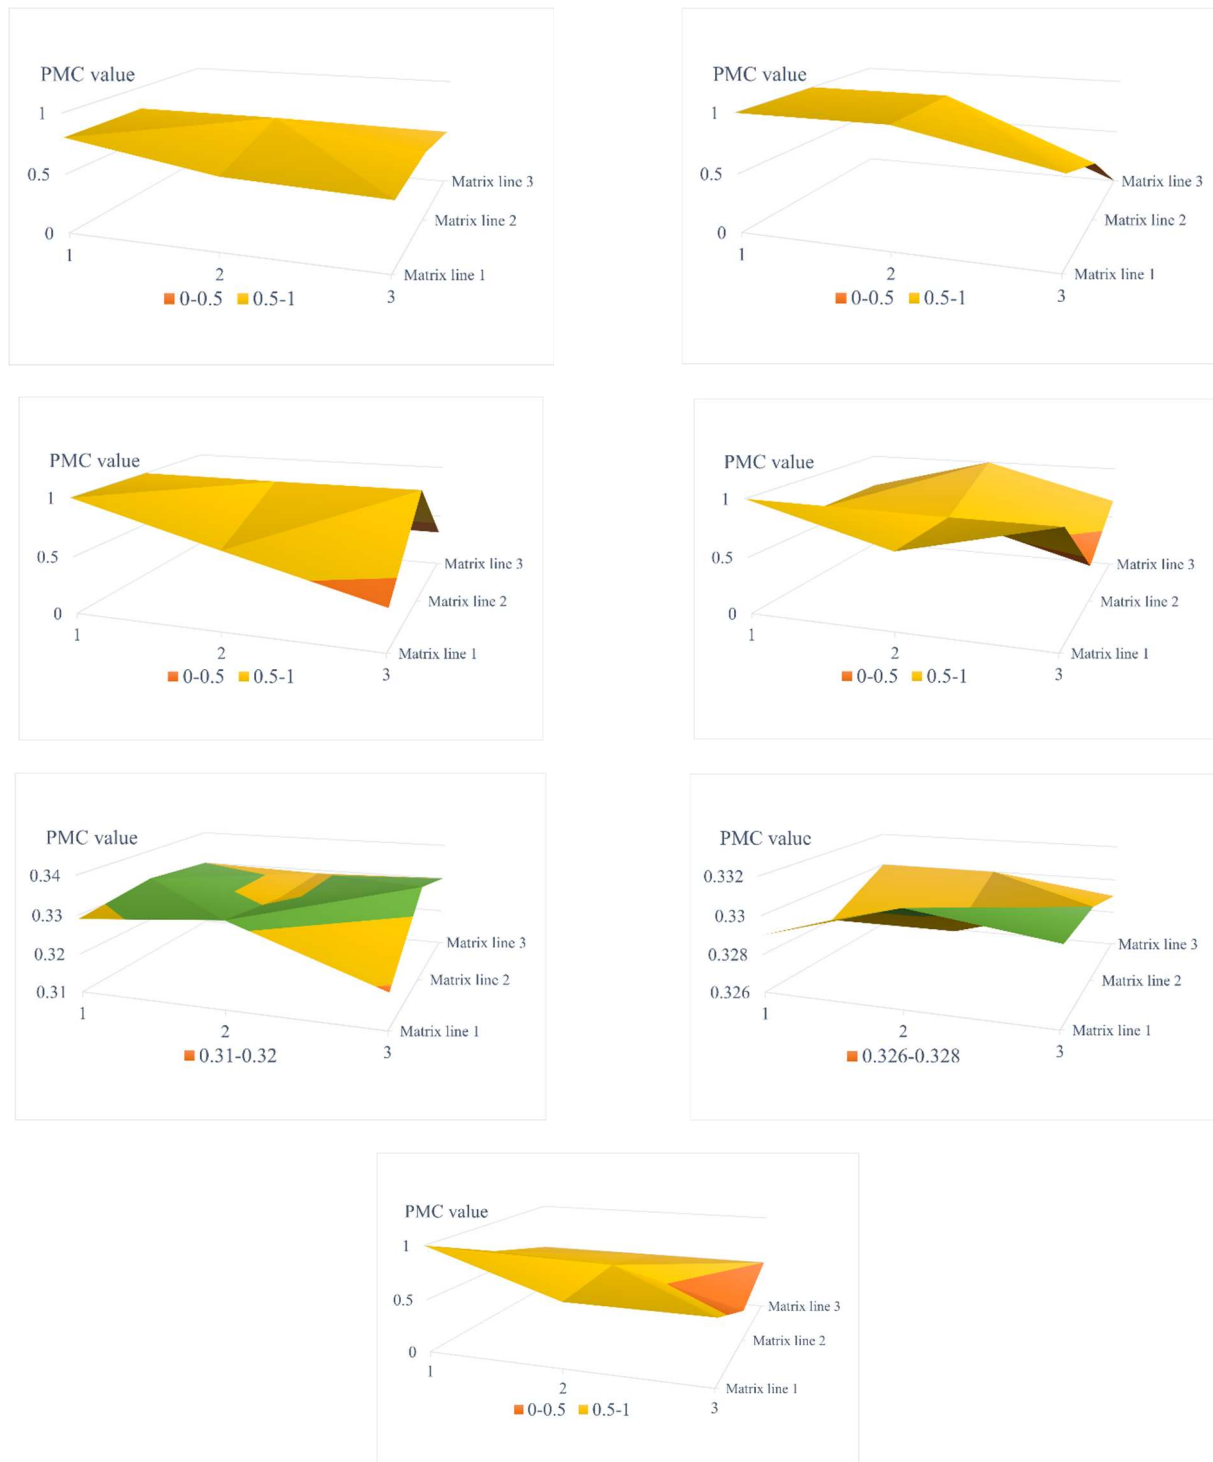 PMC value
1
0.5
0
1
2
3
Matrix line 3
Matrix line 2
Matrix line 1
0-0.5 0.5-1
PMC value
1
0.5
0
1
2
3
Matrix line 3
Matrix line 2
Matrix line 1
0-0.5 0.5-1
PMC value
1
0.5
0
1
2
3
Matrix line 3
Matrix line 2
Matrix line 1
0-0.5 0.5-1
PMC value
1
0.5
0
1
2
3
Matrix line 3
Matrix line 2
Matrix line 1
0-0.5 0.5-1
PMC value
0.34
0.33
0.32
0.31
1
2
3
Matrix line 3
Matrix line 2
Matrix line 1
0.31-0.32
PMC value
0.332
0.33
0.328
0.326
1
2
3
Matrix line 3
Matrix line 2
Matrix line 1
0.326-0.328
PMC value
1
0.5
0
1
2
3
Matrix line 3
Matrix line 2
Matrix line 1
0-0.5 0.5-1